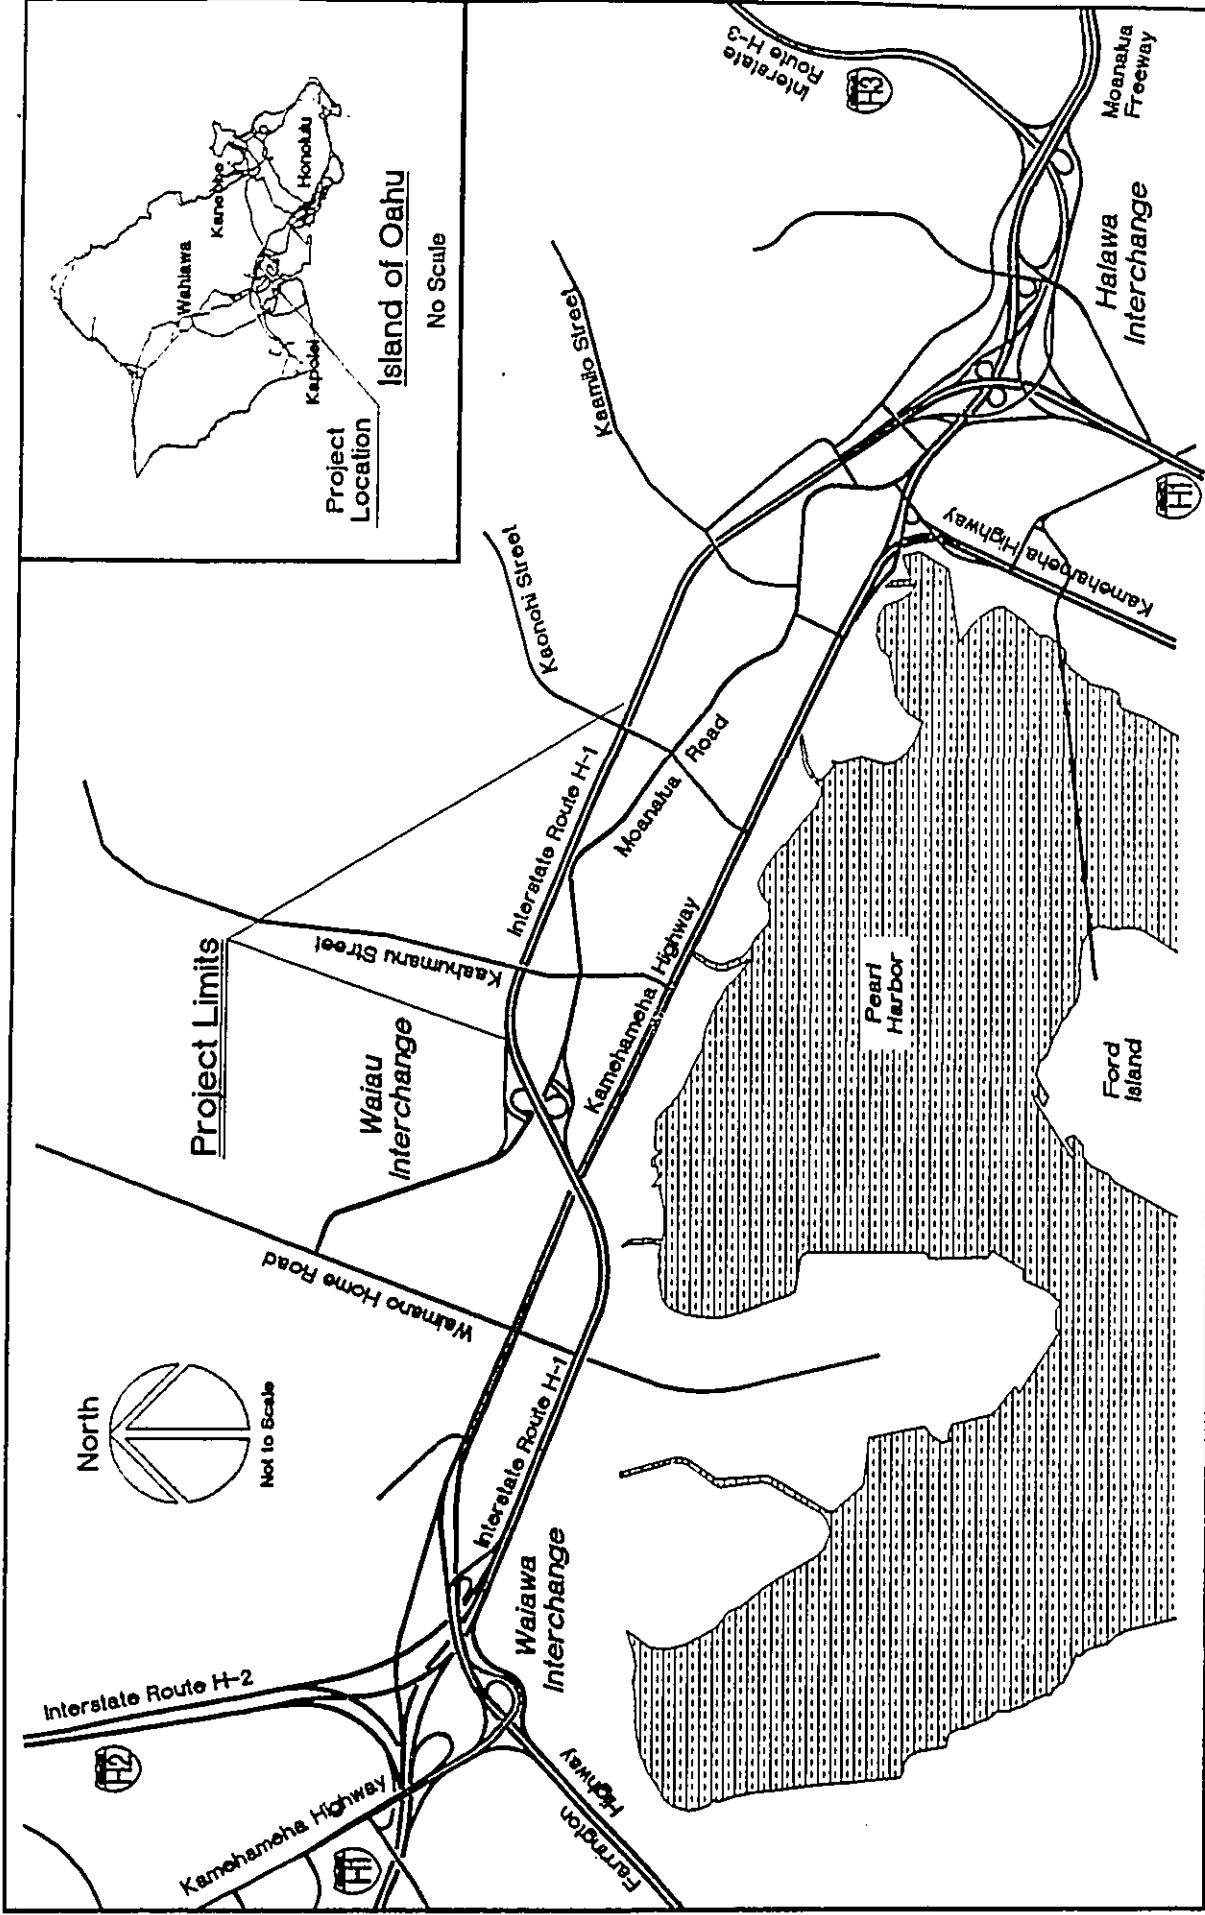 North
Not to Scale
Project Limits
Project
Location
Island of Oahu
No Scale
Wahiawa
Kaneohe
Honolulu
Kapolei
Interstate Route H-2
H2
Kamehameha Highway
H1
Farrington
Highway
Waiawa
Interchange
Interstate Route H-1
Waimano Home Road
Waiau
Interchange
Kaahumanu Street
Interstate Route H-1
Kamehameha Highway
Moanalua Road
Kaonohi Street
Kaamilo Street
Interstate
Route H-3
H3
Moanalua
Freeway
Halawa
Interchange
H1
Kamehameha Highway
Pearl
Harbor
Ford
Island